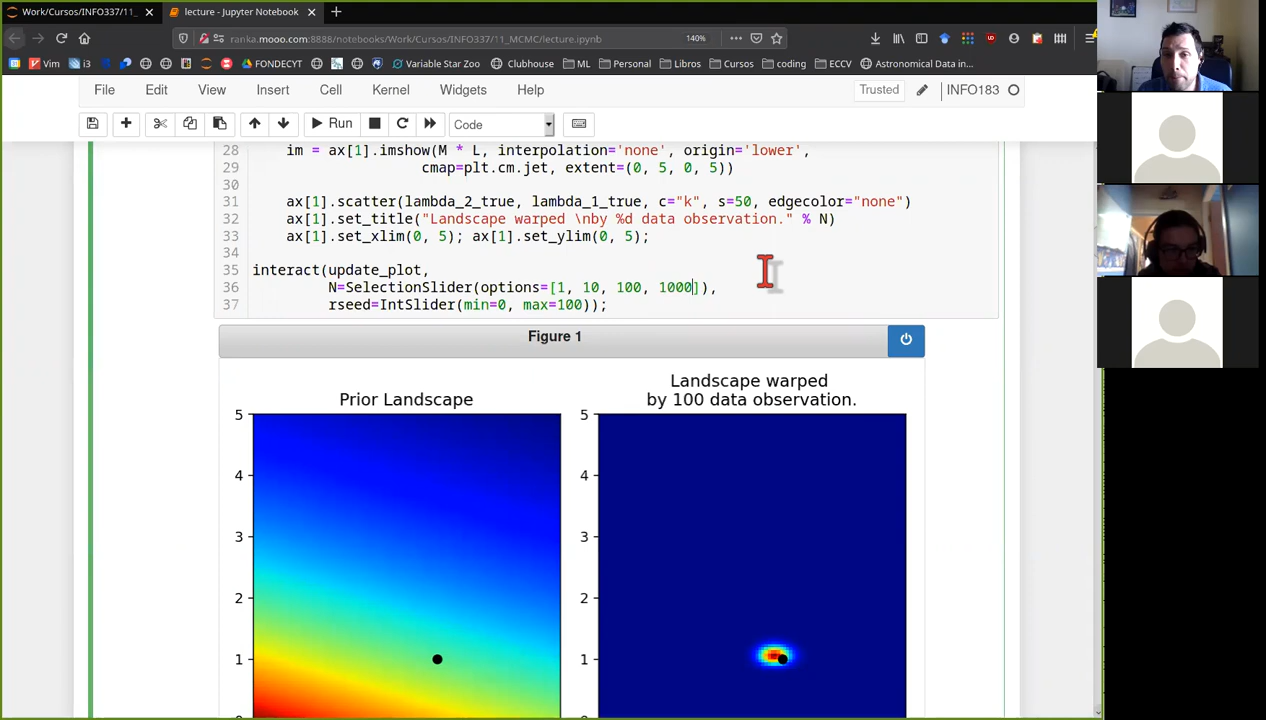 Work/Cursos/INFO337/11_
lecture - Jupyter Notebook
ranka.mooo.com:8888/notebooks/Work/Cursos/INFO337/11_MCMC/lecture.ipynb
140%
Vim
i3
FONDECYT
Variable Star Zoo
Clubhouse
ML
Personal
Libros
Cursos
coding
ECCV
Astronomical Data in...
File Edit View Insert Cell Kernel Widgets Help
Trusted
INFO183
Run
Code
28 im = ax[1].imshow(M * L, interpolation='none', origin='lower',
29 cmap=plt.cm.jet, extent=(0, 5, 0, 5))
30
31 ax[1].scatter(lambda_2_true, lambda_1_true, c="k", s=50, edgecolor="none")
32 ax[1].set_title("Landscape warped \nby %d data observation." % N)
33 ax[1].set_xlim(0, 5); ax[1].set_ylim(0, 5);
34
35 interact(update_plot,
36 N=SelectionSlider(options=[1, 10, 100, 1000]),
37 rseed=IntSlider(min=0, max=100));
Figure 1
Prior Landscape
5
4
3
2
1
0
Landscape warped
by 100 data observation.
5
4
3
2
1
0